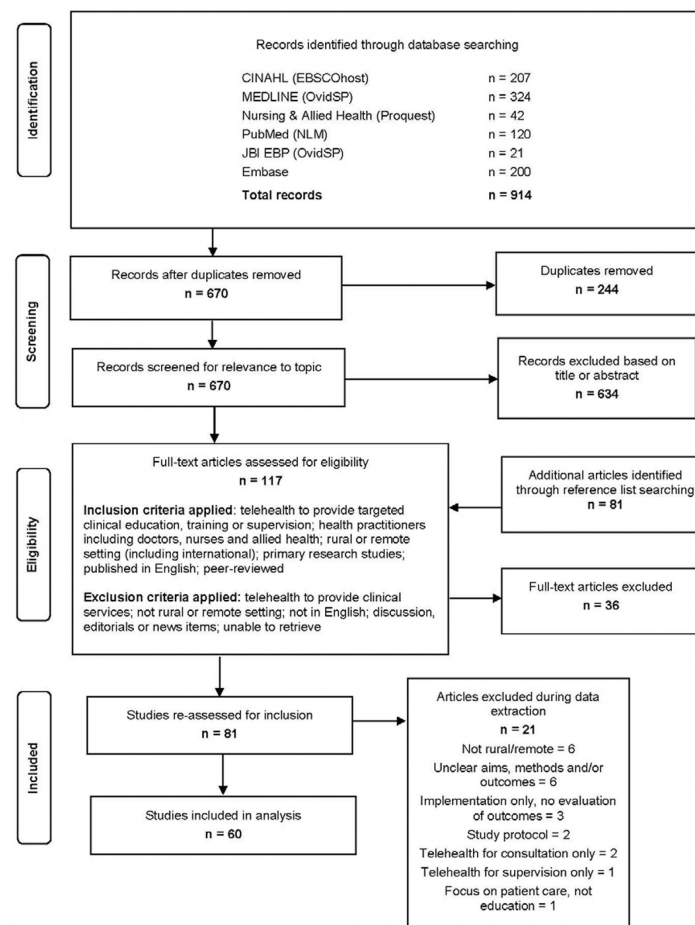 Identification
Records identified through database searching
CINAHL (EBSCOhost) n = 207
MEDLINE (OvidSP) n = 324
Nursing & Allied Health (Proquest) n = 42
PubMed (NLM) n = 120
JBI EBP (OvidSP) n = 21
Embase n = 200
Total records n = 914
Screening
Records after duplicates removed
n = 670
Duplicates removed
n = 244
Records screened for relevance to topic
n = 670
Records excluded based on
title or abstract
n = 634
Eligibility
Full-text articles assessed for eligibility
n = 117
Inclusion criteria applied: telehealth to provide targeted
clinical education, training or supervision; health practitioners
including doctors, nurses and allied health; rural or remote
setting (including international); primary research studies;
published in English; peer-reviewed
Exclusion criteria applied: telehealth to provide clinical
services; not rural or remote setting; not in English; discussion,
editorials or news items; unable to retrieve
Additional articles identified
through reference list searching
n = 81
Full-text articles excluded
n = 36
Included
Studies re-assessed for inclusion
n = 81
Studies included in analysis
n = 60
Articles excluded during data
extraction
n = 21
Not rural/remote = 6
Unclear aims, methods and/or
outcomes = 6
Implementation only, no evaluation
of outcomes = 3
Study protocol = 2
Telehealth for consultation only = 2
Telehealth for supervision only = 1
Focus on patient care, not
education = 1